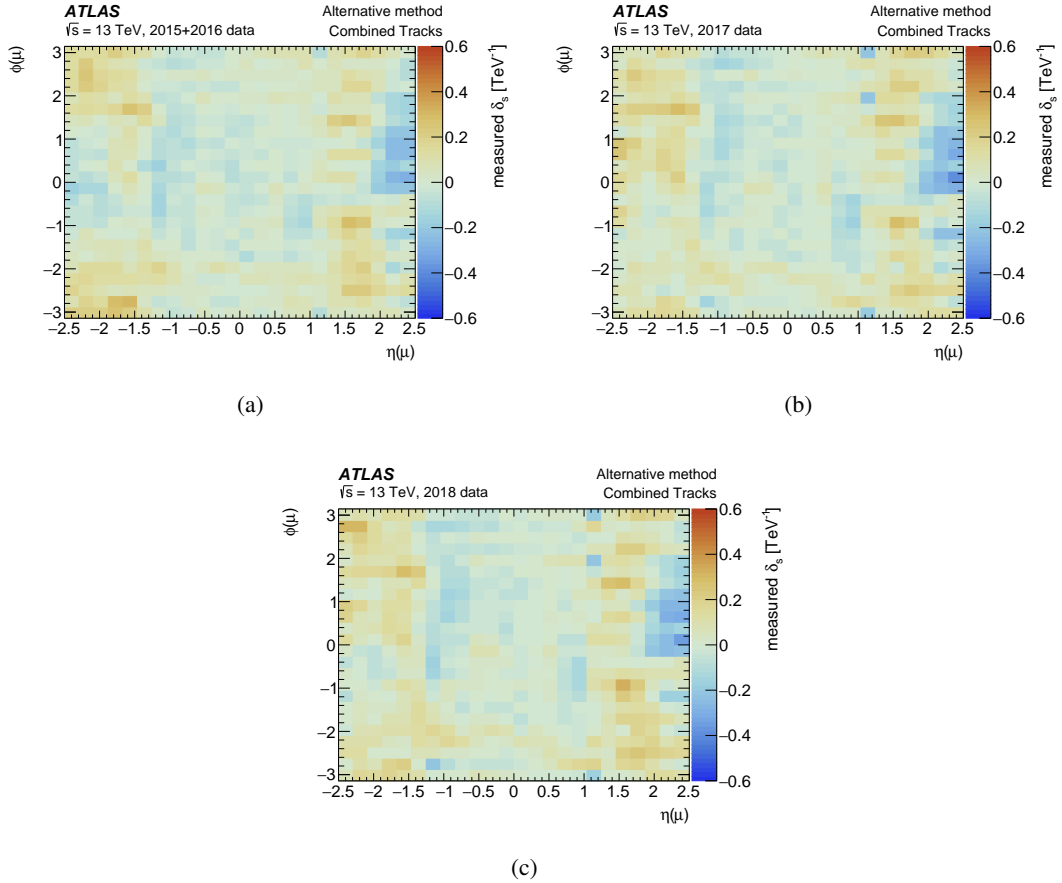 ATLAS
√s = 13 TeV, 2015+2016 data
Alternative method
Combined Tracks
ϕ(μ)
3
2
1
0
−1
−2
−3
−2.5 −2 −1.5 −1 −0.5 0 0.5 1 1.5 2 2.5
η(μ)
0.6
0.4
0.2
0
−0.2
−0.4
−0.6
measured δs [TeV⁻¹]
(a)
ATLAS
√s = 13 TeV, 2017 data
Alternative method
Combined Tracks
ϕ(μ)
3
2
1
0
−1
−2
−3
−2.5 −2 −1.5 −1 −0.5 0 0.5 1 1.5 2 2.5
η(μ)
0.6
0.4
0.2
0
−0.2
−0.4
−0.6
measured δs [TeV⁻¹]
(b)
ATLAS
√s = 13 TeV, 2018 data
Alternative method
Combined Tracks
ϕ(μ)
3
2
1
0
−1
−2
−3
−2.5 −2 −1.5 −1 −0.5 0 0.5 1 1.5 2 2.5
η(μ)
0.6
0.4
0.2
0
−0.2
−0.4
−0.6
measured δs [TeV⁻¹]
(c)